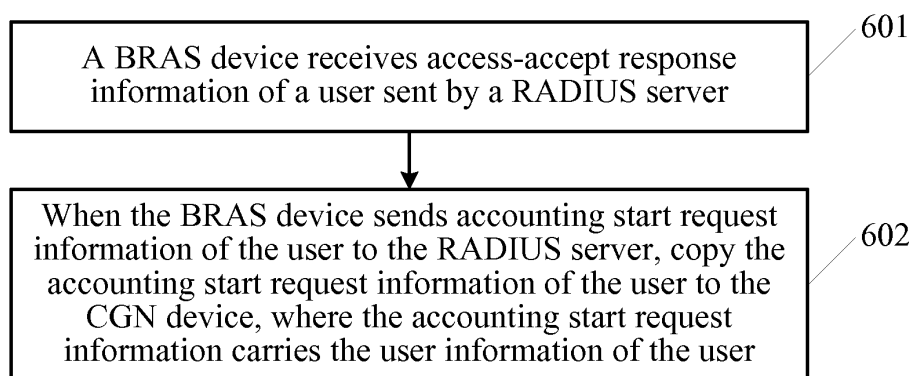 A BRAS device receives access-accept response
information of a user sent by a RADIUS server
601
When the BRAS device sends accounting start request
information of the user to the RADIUS server, copy the
accounting start request information of the user to the
CGN device, where the accounting start request
information carries the user information of the user
602